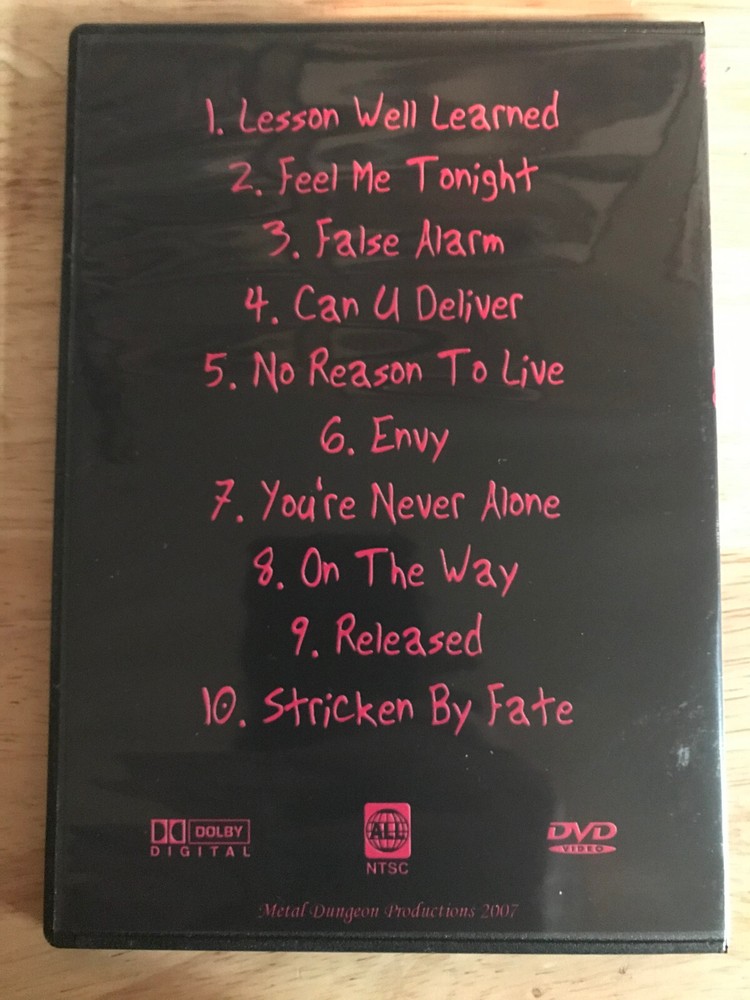 1. Lesson Well Learned
2. Feel Me Tonight
3. False Alarm
4. Can U Deliver
5. No Reason To Live
6. Envy
7. You're Never Alone
8. On The Way
9. Released
10. Stricken By Fate
DOLBY
DIGITAL
ALL
NTSC
DVD
VIDEO
Metal Dungeon Productions 2007